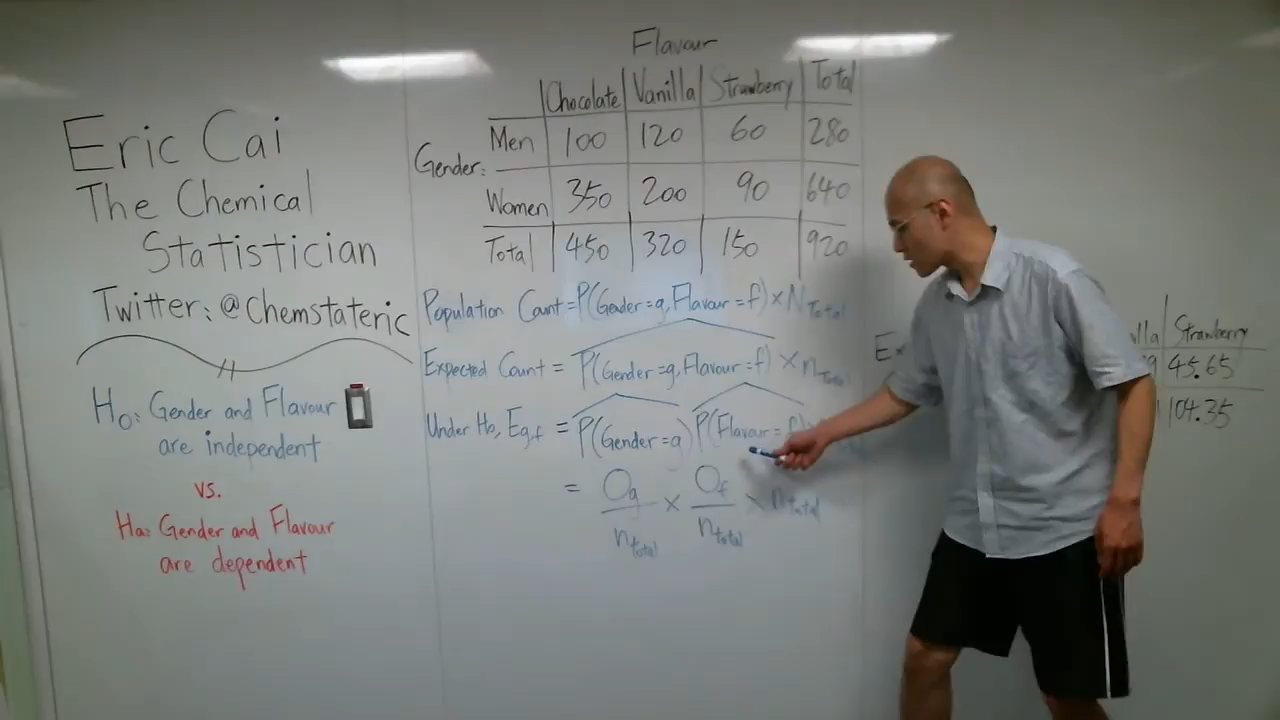 Eric Cai
The Chemical
Statistician
Twitter: @Chemstateric
H0: Gender and Flavour
are independent
vs.
Ha: Gender and Flavour
are dependent
Flavour
Chocolate Vanilla Strawberry Total
Gender:
Men 100 120 60 280
Women 350 200 90 640
Total 450 320 150 920
Population Count = P(Gender=g, Flavour=f) × NTotal
Expected Count = P(Gender=g, Flavour=f) × nTotal
Under H0, Eg,f = P(Gender=g) P(Flavour=f)
= Og/ntotal × Of/ntotal × ntotal
Strawberry
45.65
104.35